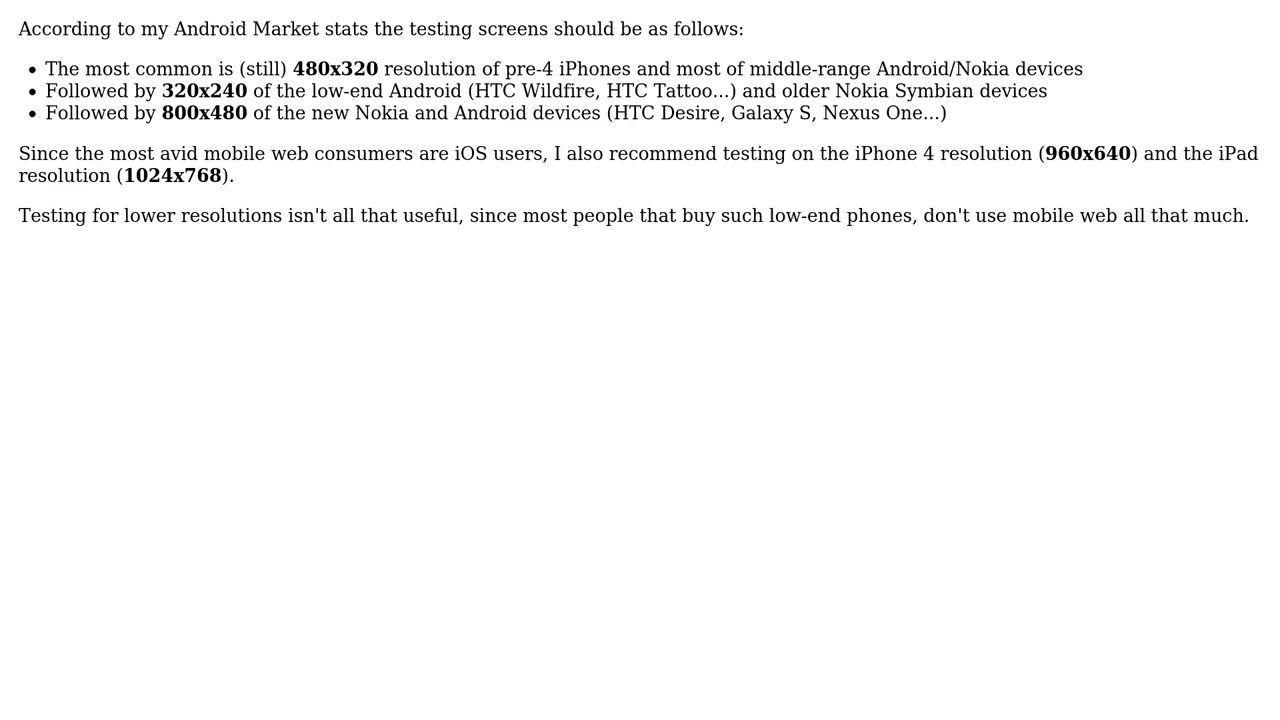 According to my Android Market stats the testing screens should be as follows:
• The most common is (still) 480x320 resolution of pre-4 iPhones and most of middle-range Android/Nokia devices
• Followed by 320x240 of the low-end Android (HTC Wildfire, HTC Tattoo...) and older Nokia Symbian devices
• Followed by 800x480 of the new Nokia and Android devices (HTC Desire, Galaxy S, Nexus One...)
Since the most avid mobile web consumers are iOS users, I also recommend testing on the iPhone 4 resolution (960x640) and the iPad
resolution (1024x768).
Testing for lower resolutions isn't all that useful, since most people that buy such low-end phones, don't use mobile web all that much.